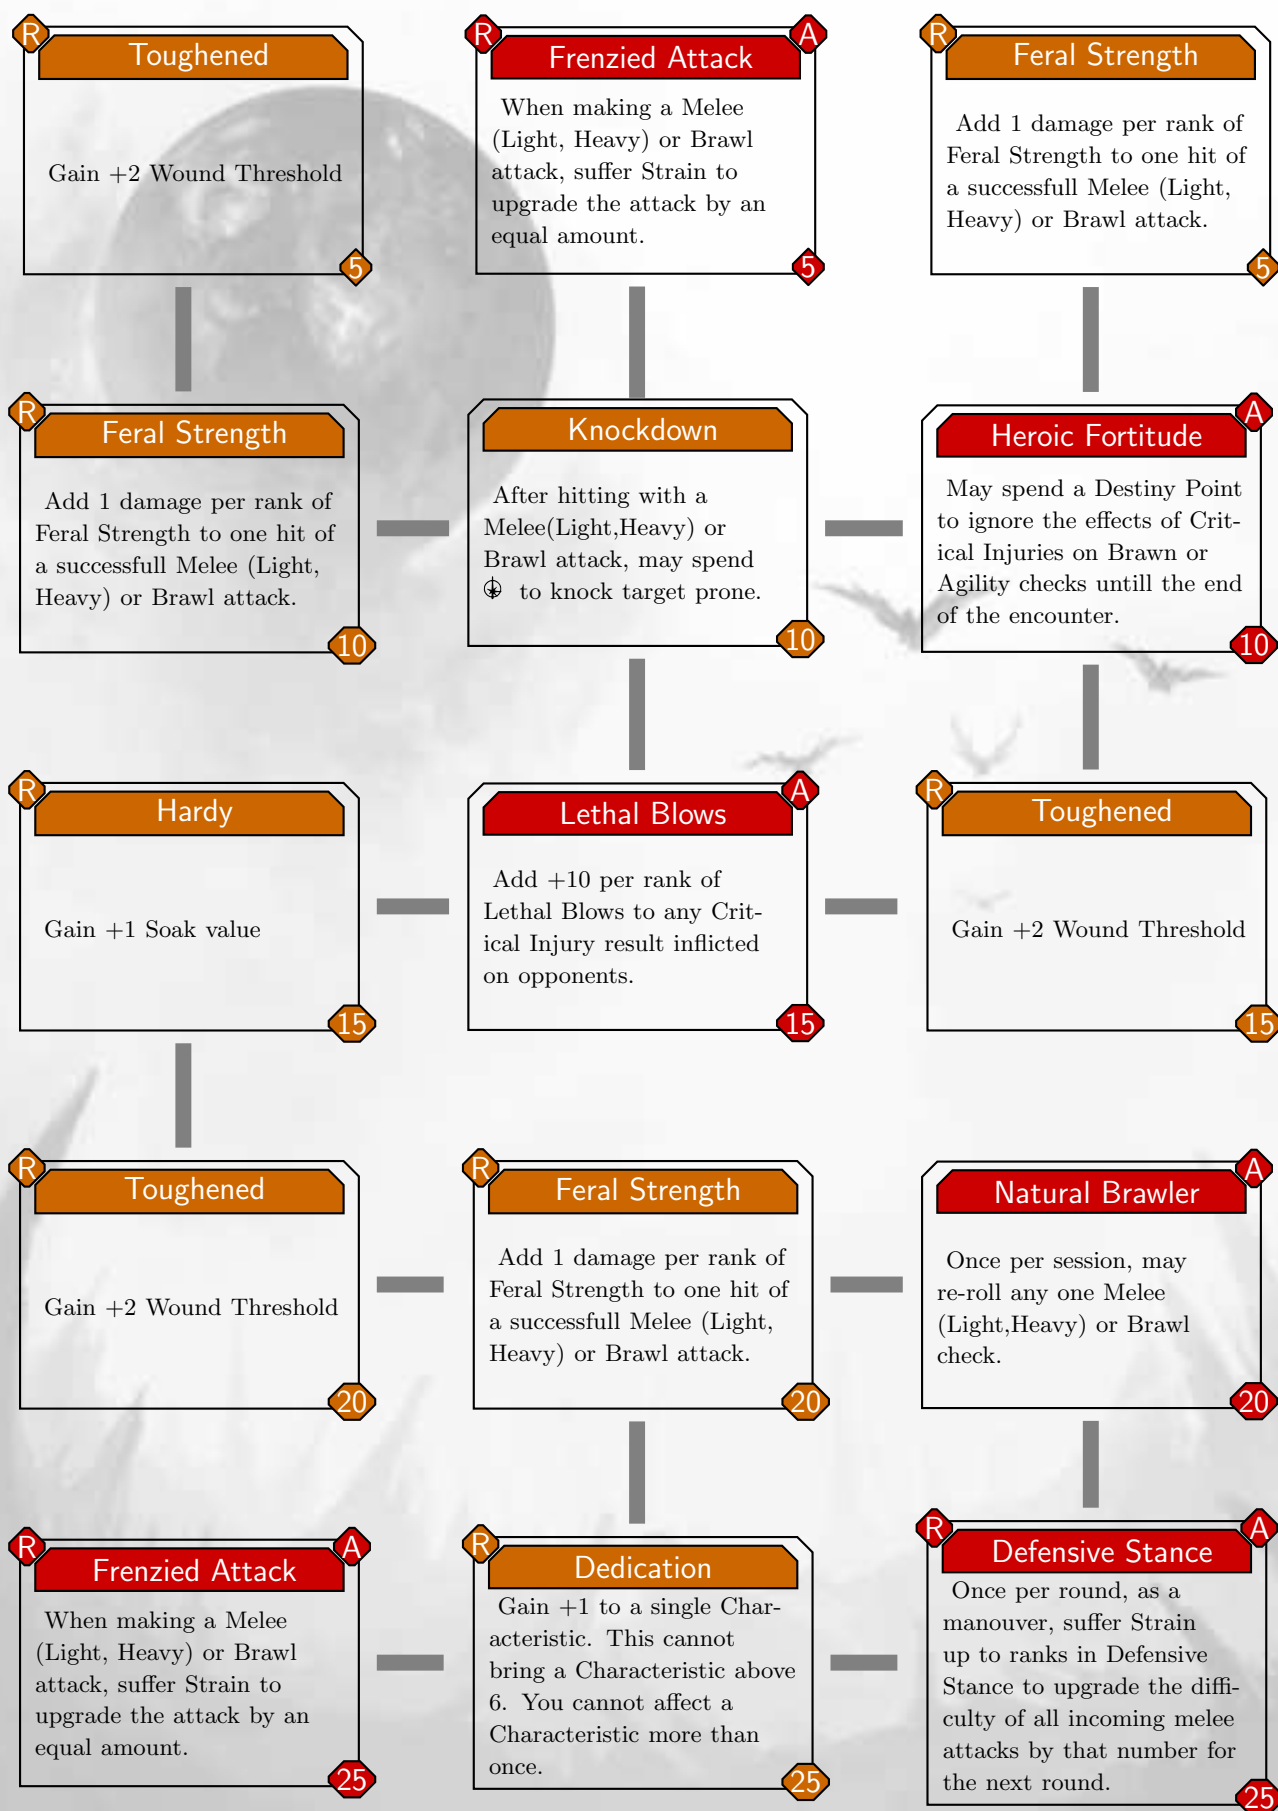 R
Toughened
Gain +2 Wound Threshold
5
R
A
Frenzied Attack
When making a Melee
(Light, Heavy) or Brawl
attack, suffer Strain to
upgrade the attack by an
equal amount.
5
R
Feral Strength
Add 1 damage per rank of
Feral Strength to one hit of
a successfull Melee (Light,
Heavy) or Brawl attack.
5
R
Feral Strength
Add 1 damage per rank of
Feral Strength to one hit of
a successfull Melee (Light,
Heavy) or Brawl attack.
10
Knockdown
After hitting with a
Melee(Light,Heavy) or
Brawl attack, may spend
to knock target prone.
10
A
Heroic Fortitude
May spend a Destiny Point
to ignore the effects of Crit-
ical Injuries on Brawn or
Agility checks untill the end
of the encounter.
10
R
Hardy
Gain +1 Soak value
15
A
Lethal Blows
Add +10 per rank of
Lethal Blows to any Crit-
ical Injury result inflicted
on opponents.
15
R
Toughened
Gain +2 Wound Threshold
15
R
Toughened
Gain +2 Wound Threshold
20
R
Feral Strength
Add 1 damage per rank of
Feral Strength to one hit of
a successfull Melee (Light,
Heavy) or Brawl attack.
20
A
Natural Brawler
Once per session, may
re-roll any one Melee
(Light,Heavy) or Brawl
check.
20
R
A
Frenzied Attack
When making a Melee
(Light, Heavy) or Brawl
attack, suffer Strain to
upgrade the attack by an
equal amount.
25
R
Dedication
Gain +1 to a single Char-
acteristic. This cannot
bring a Characteristic above
6. You cannot affect a
Characteristic more than
once.
25
R
A
Defensive Stance
Once per round, as a
manouver, suffer Strain
up to ranks in Defensive
Stance to upgrade the diffi-
culty of all incoming melee
attacks by that number for
the next round.
25